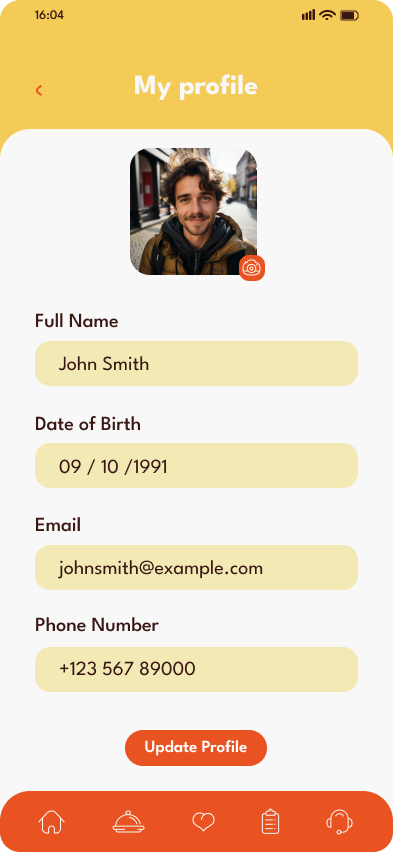 16:04
My profile
Full Name
John Smith
Date of Birth
09 / 10 /1991
Email
johnsmith@example.com
Phone Number
+123 567 89000
Update Profile